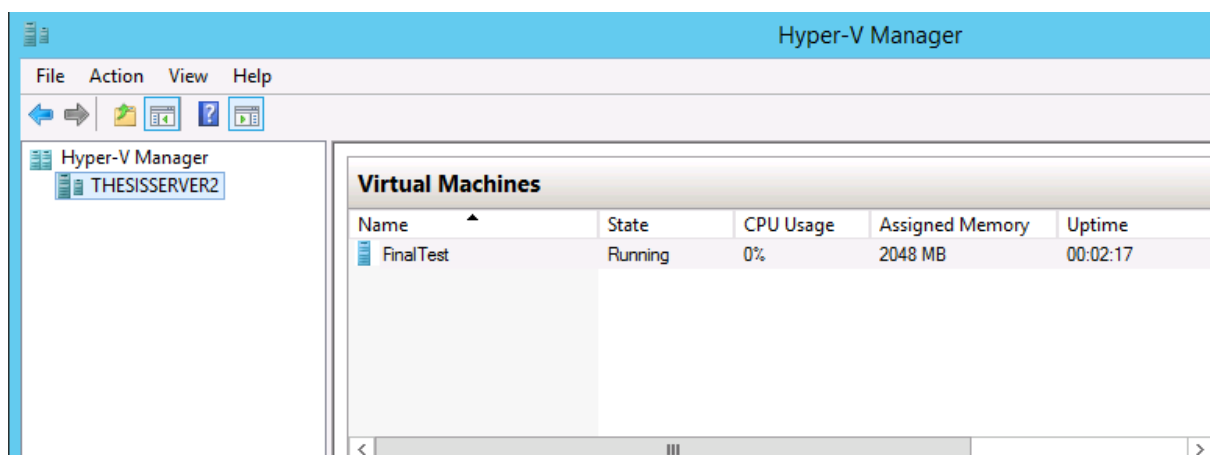 Hyper-V Manager
File Action View Help
Hyper-V Manager
THESISSERVER2
Virtual Machines
Name State CPU Usage Assigned Memory Uptime
FinalTest Running 0% 2048 MB 00:02:17